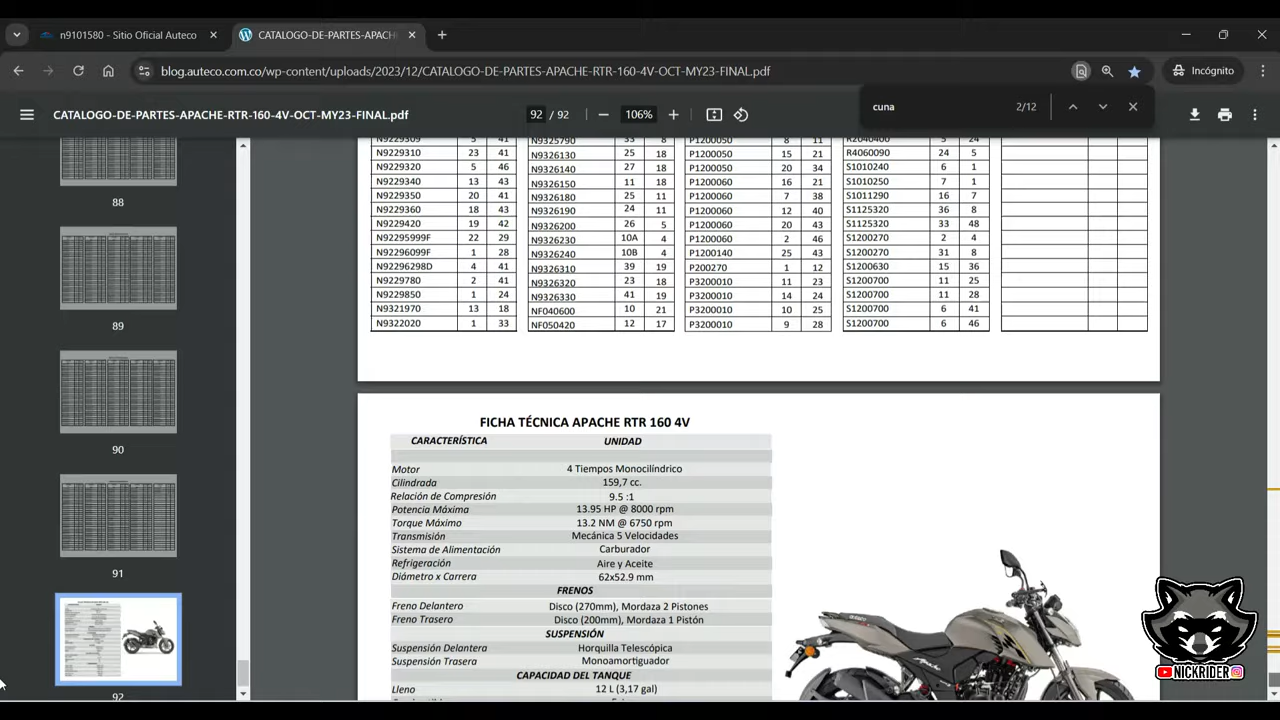 n9101580 - Sitio Oficial Auteco
CATALOGO-DE-PARTES-APACH
blog.auteco.com.co/wp-content/uploads/2023/12/CATALOGO-DE-PARTES-APACHE-RTR-160-4V-OCT-MY23-FINAL.pdf
Incógnito
cuna 2/12
CATALOGO-DE-PARTES-APACHE-RTR-160-4V-OCT-MY23-FINAL.pdf
92 / 92
106%
N9229309 5 41 N9325790 33 8 P1200050 8 11 R2040400 5 24
N9229310 23 41 N9326130 25 18 P1200050 15 21 R4060090 24 5
N9229320 5 46 N9326140 27 18 P1200050 20 34 S1010240 6 1
N9229340 13 43 N9326150 11 18 P1200060 16 21 S1010250 7 1
N9229350 20 41 N9326180 25 11 P1200060 7 38 S1011290 16 7
N9229360 18 43 N9326190 24 11 P1200060 12 40 S1125320 36 8
N9229420 19 42 N9326200 26 5 P1200060 20 43 S1125320 33 48
N92295999F 22 29 N9326230 10A 4 P1200060 2 46 S1200270 2 4
N92296099F 1 28 N9326240 10B 4 P1200140 25 43 S1200270 31 8
N92296298D 4 41 N9326310 39 19 P200270 1 12 S1200630 15 36
N9229780 2 41 N9326320 23 18 P3200010 11 23 S1200700 11 25
N9229850 1 24 N9326330 41 19 P3200010 14 24 S1200700 11 28
N9321970 13 18 NF040600 10 21 P3200010 10 25 S1200700 6 41
N9322020 1 33 NF050420 12 17 P3200010 9 28 S1200700 6 46
88
89
90
91
92
FICHA TÉCNICA APACHE RTR 160 4V
CARACTERÍSTICA UNIDAD
Motor 4 Tiempos Monocilíndrico
Cilindrada 159,7 cc.
Relación de Compresión 9.5 :1
Potencia Máxima 13.95 HP @ 8000 rpm
Torque Máximo 13.2 NM @ 6750 rpm
Transmisión Mecánica 5 Velocidades
Sistema de Alimentación Carburador
Refrigeración Aire y Aceite
Diámetro x Carrera 62x52.9 mm
FRENOS
Freno Delantero Disco (270mm), Mordaza 2 Pistones
Freno Trasero Disco (200mm), Mordaza 1 Pistón
SUSPENSIÓN
Suspensión Delantera Horquilla Telescópica
Suspensión Trasera Monoamortiguador
CAPACIDAD DEL TANQUE
Lleno 12 L (3,17 gal)
NICKRIDER